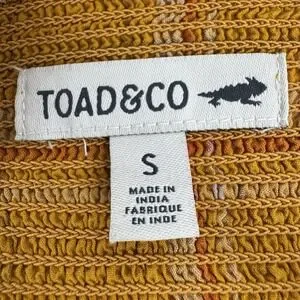 TOAD&CO
S
MADE IN
INDIA
FABRIQUE
EN INDE